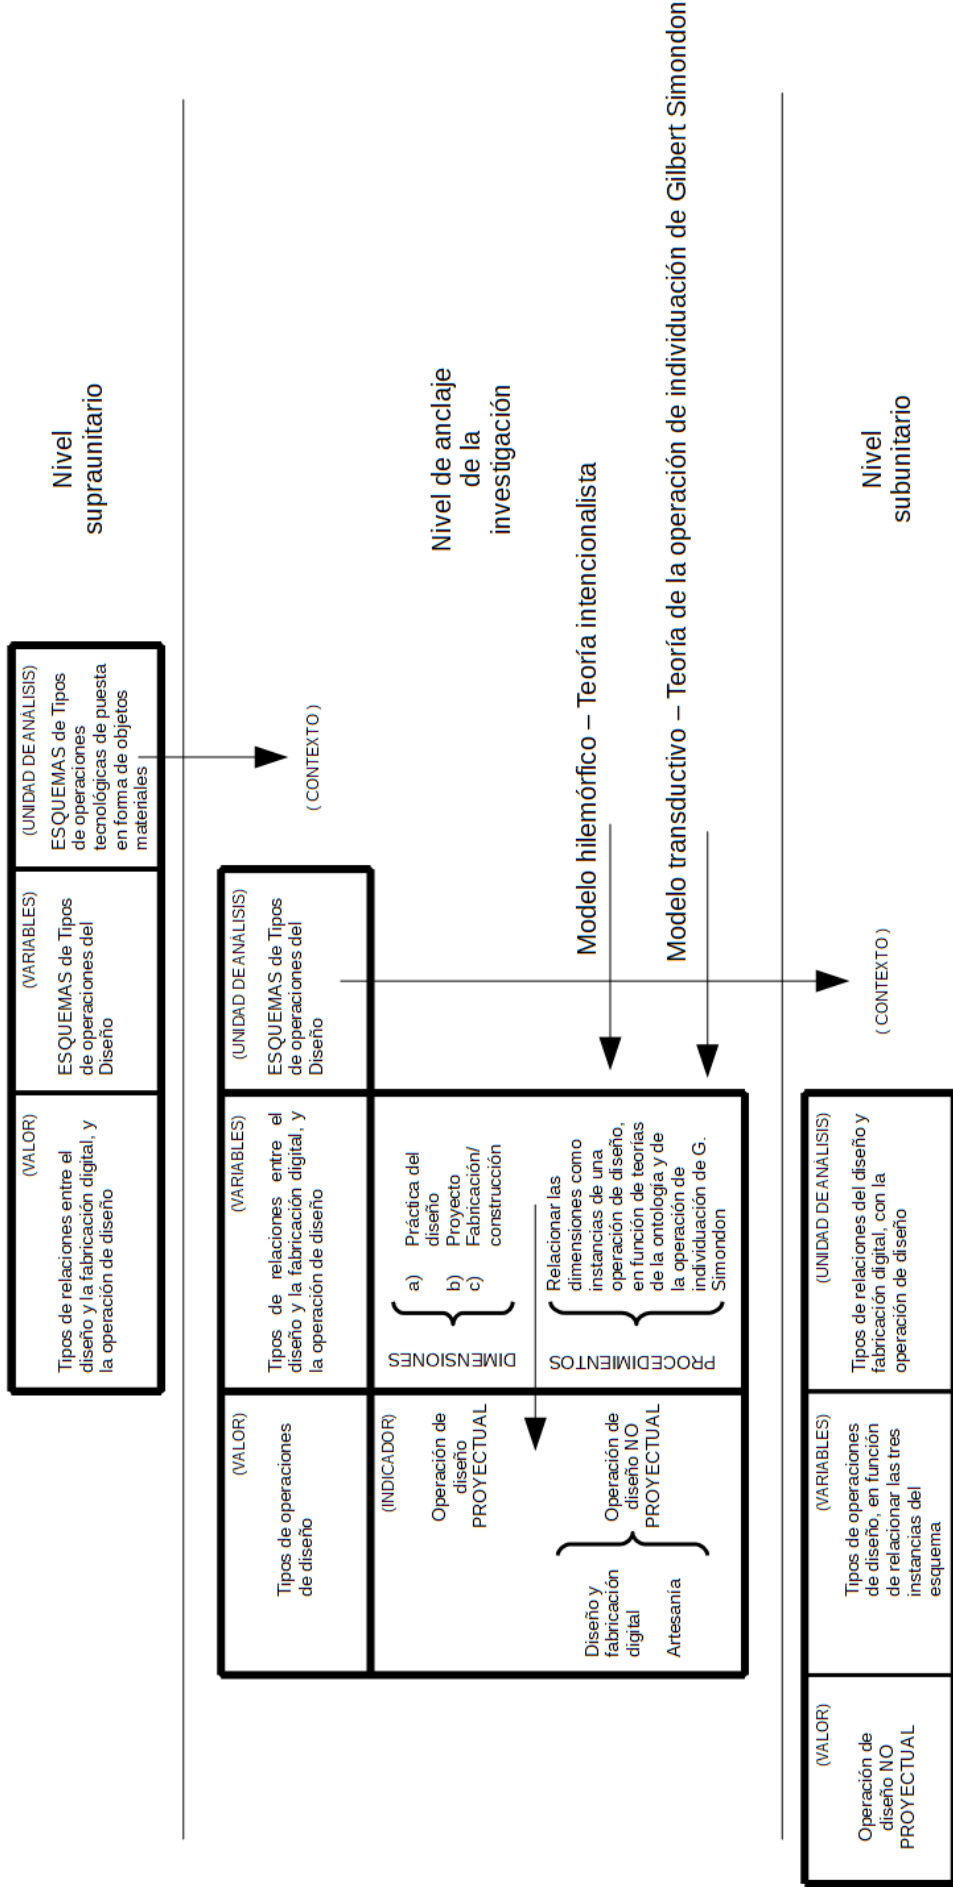 Nivel
supraunitario
(VALOR)
Tipos de relaciones entre el
diseño y la fabricación digital, y
la operación de diseño
(VARIABLES)
ESQUEMAS de Tipos
de operaciones del
Diseño
(UNIDAD DE ANÁLISIS)
ESQUEMAS de Tipos
de operaciones
tecnológicas de puesta
en forma de objetos
materiales
( CONTEXTO )
Nivel de anclaje
de la
investigación
(VALOR)
Tipos de operaciones
de diseño
(VARIABLES)
Tipos de relaciones entre el
diseño y la fabricación digital, y
la operación de diseño
(UNIDAD DE ANÁLISIS)
ESQUEMAS de Tipos
de operaciones del
Diseño
(INDICADOR)
Operación de
diseño
PROYECTUAL
Diseño y
fabricación
digital
Artesanía
Operación de
diseño NO
PROYECTUAL
DIMENSIONES
a) Práctica del
diseño
b) Proyecto
c) Fabricación/
construcción
PROCEDIMIENTOS
Relacionar las
dimensiones como
instancias de una
operación de diseño,
en función de teorías
de la ontología y de
la operación de
individuación de G.
Simondon
Modelo hilemórfico – Teoría intencionalista
Modelo transductivo – Teoría de la operación de individuación de Gilbert Simondon
( CONTEXTO )
Nivel
subunitario
(VALOR)
Operación de
diseño NO
PROYECTUAL
(VARIABLES)
Tipos de operaciones
de diseño, en función
de relacionar las tres
instancias del
esquema
(UNIDAD DE ANÁLISIS)
Tipos de relaciones del diseño y
fabricación digital, con la
operación de diseño